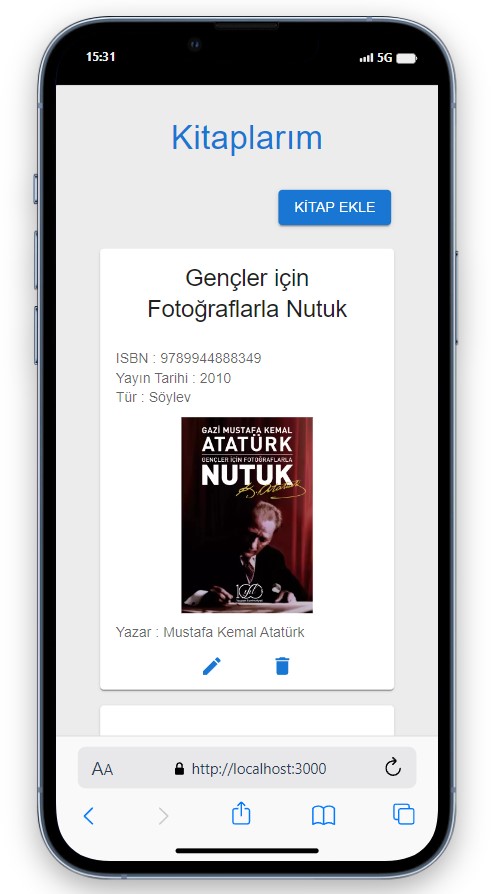 15:31
5G
Kitaplarım
KİTAP EKLE
Gençler için
Fotoğraflarla Nutuk
ISBN : 9789944888349
Yayın Tarihi : 2010
Tür : Söylev
GAZİ MUSTAFA KEMAL
ATATÜRK
GENÇLER İÇİN FOTOĞRAFLARLA
NUTUK
Yazar : Mustafa Kemal Atatürk
AA
http://localhost:3000